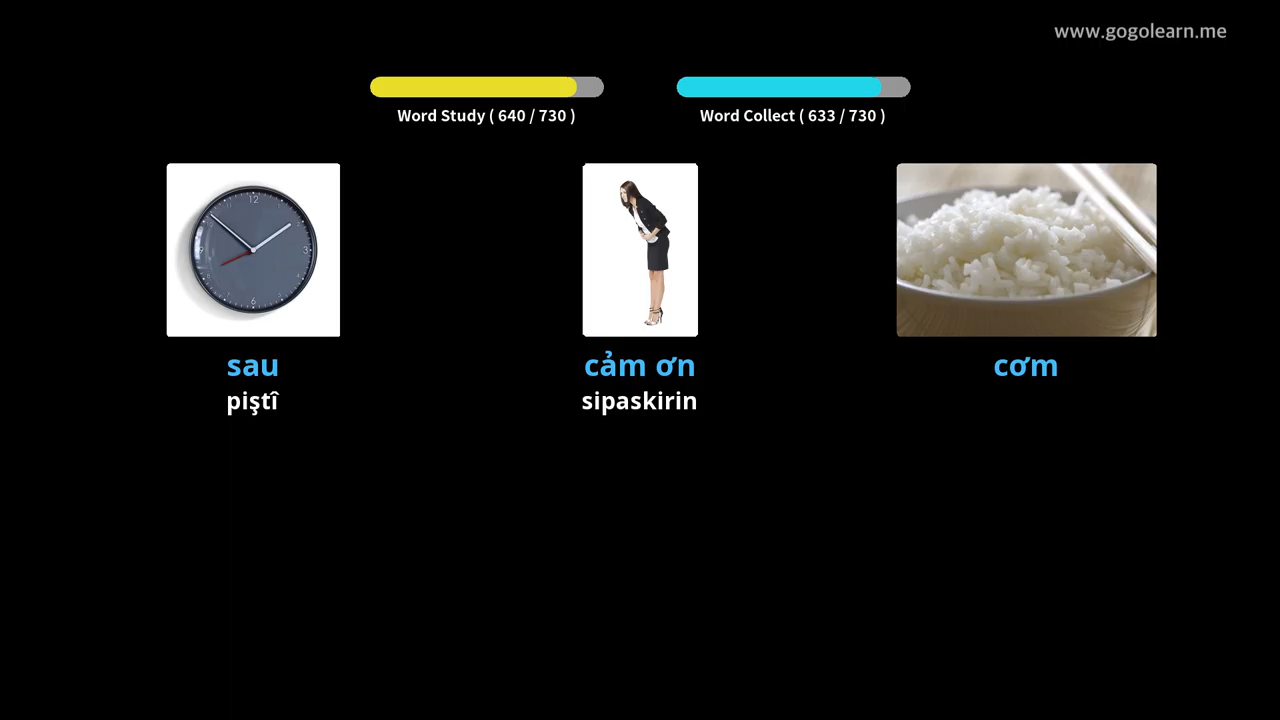 www.gogolearn.me
Word Study ( 640 / 730 )
Word Collect ( 633 / 730 )
sau
piştî
cảm ơn
sipaskirin
cơm